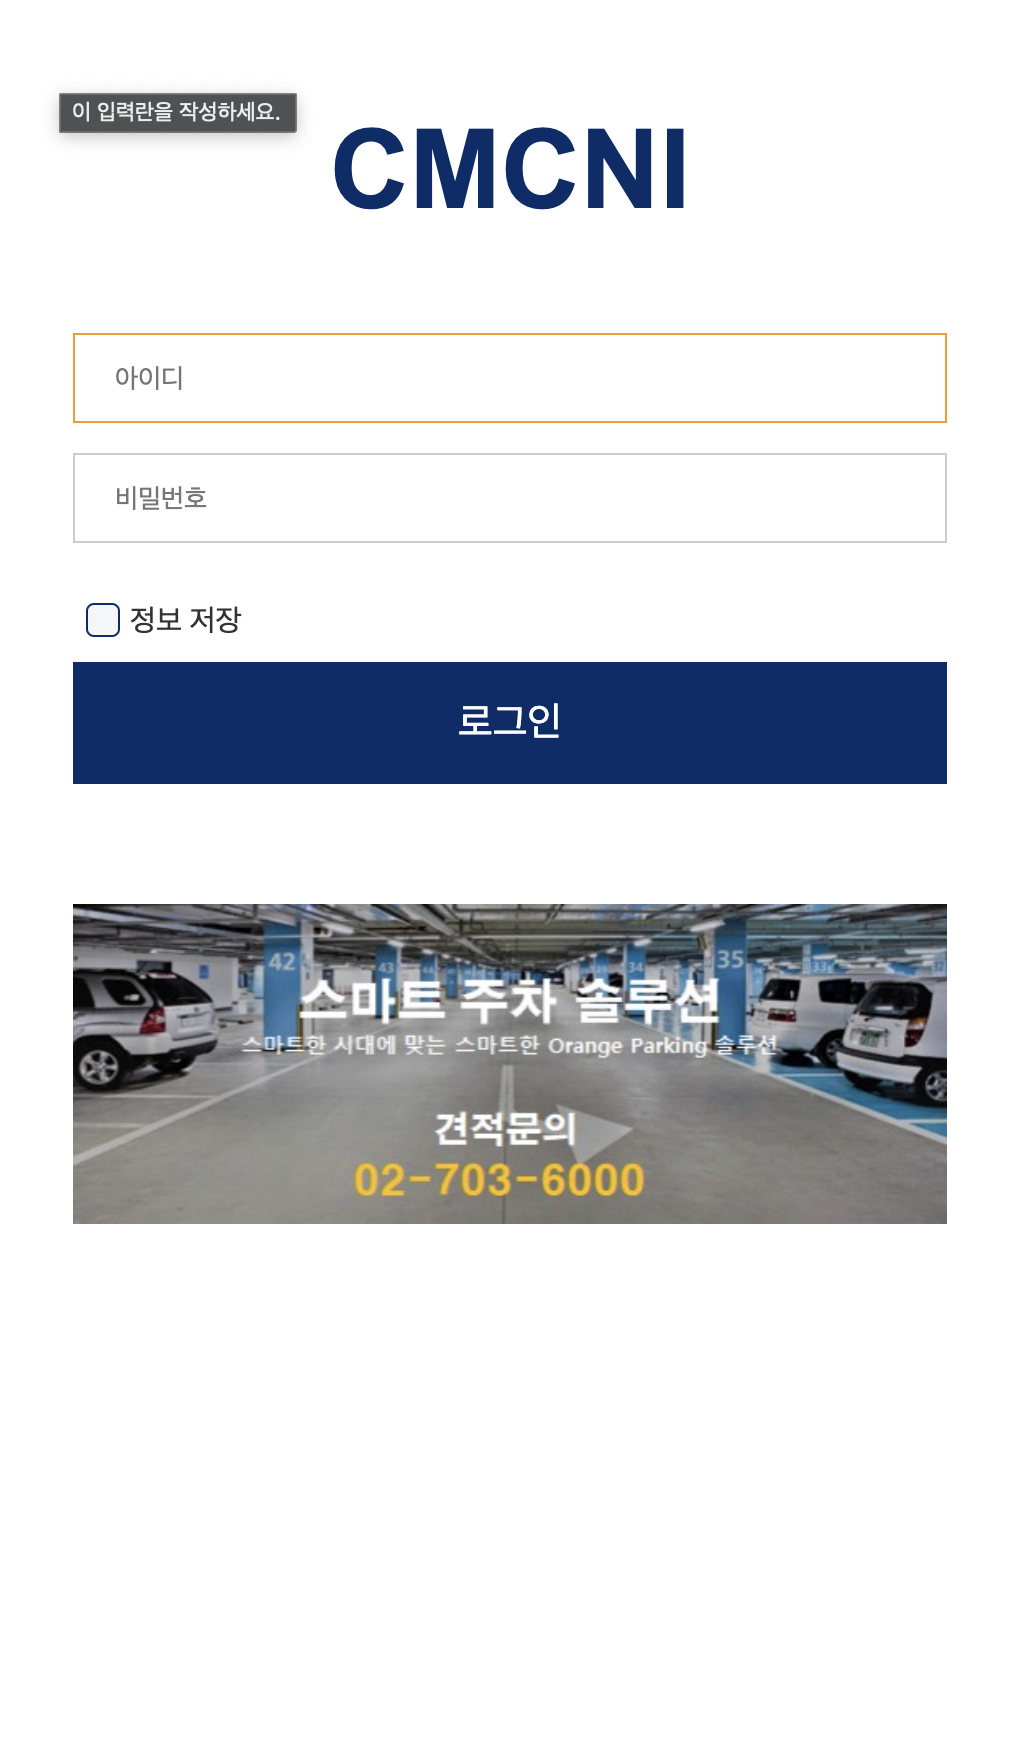 이 입력란을 작성하세요.
CMCNI
아이디
비밀번호
정보 저장
로그인
42
43
44
34
35
33
스마트 주차 솔루션
스마트한 시대에 맞는 스마트한 Orange Parking 솔루션
견적문의
02-703-6000